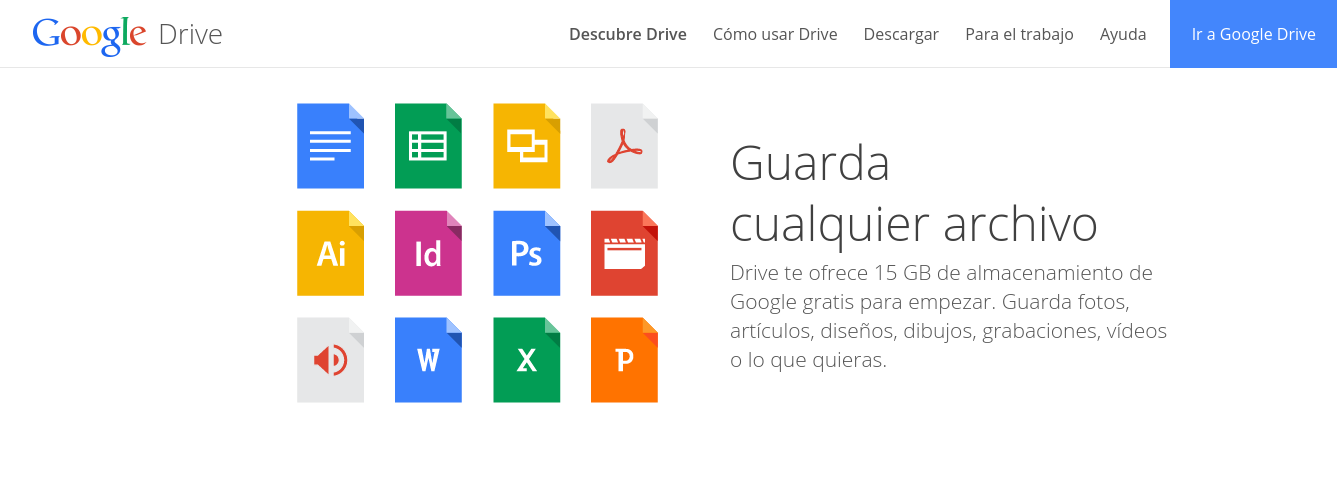 Google Drive
Descubre Drive
Cómo usar Drive
Descargar
Para el trabajo
Ayuda
Ir a Google Drive
Guarda
cualquier archivo
Drive te ofrece 15 GB de almacenamiento de
Google gratis para empezar. Guarda fotos,
artículos, diseños, dibujos, grabaciones, vídeos
o lo que quieras.
Ai
Id
Ps
W
X
P